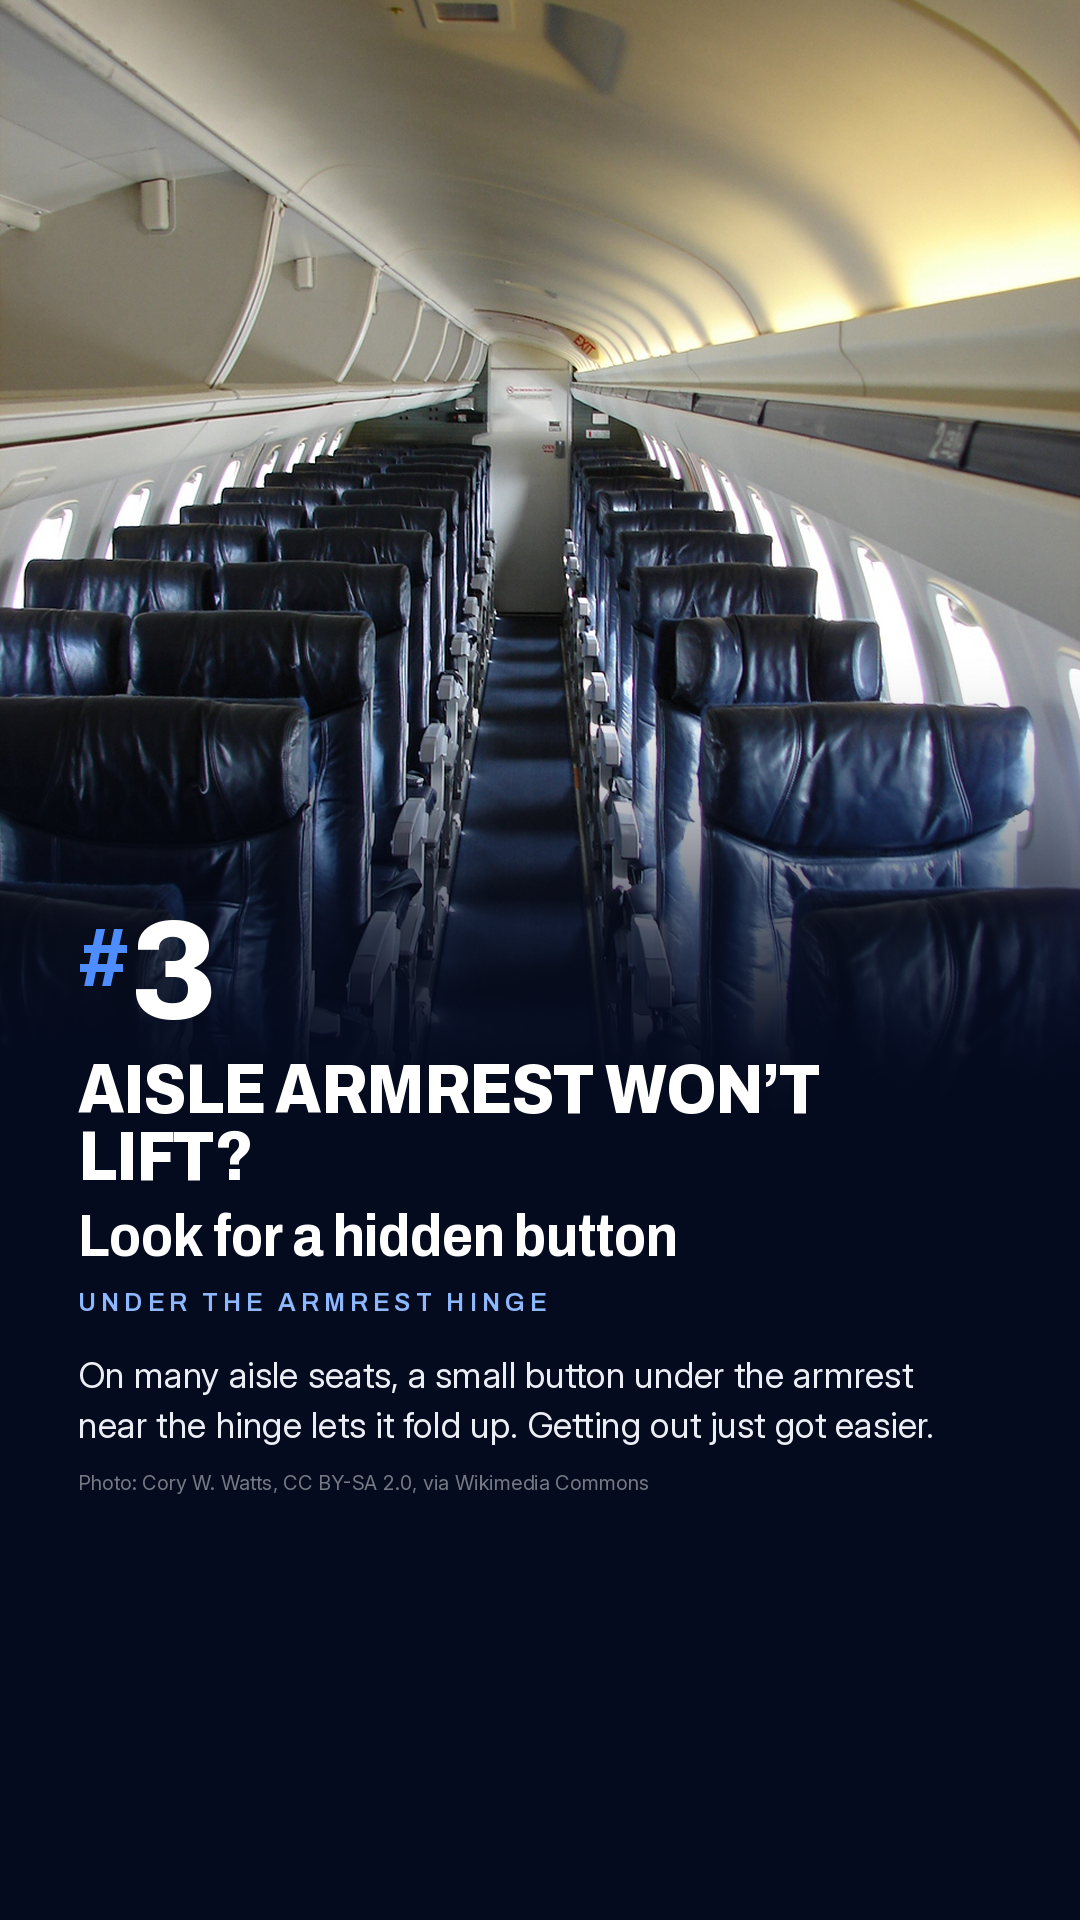 EXIT
#3
AISLE ARMREST WON’T
LIFT?
Look for a hidden button
UNDER THE ARMREST HINGE
On many aisle seats, a small button under the armrest
near the hinge lets it fold up. Getting out just got easier.
Photo: Cory W. Watts, CC BY-SA 2.0, via Wikimedia Commons